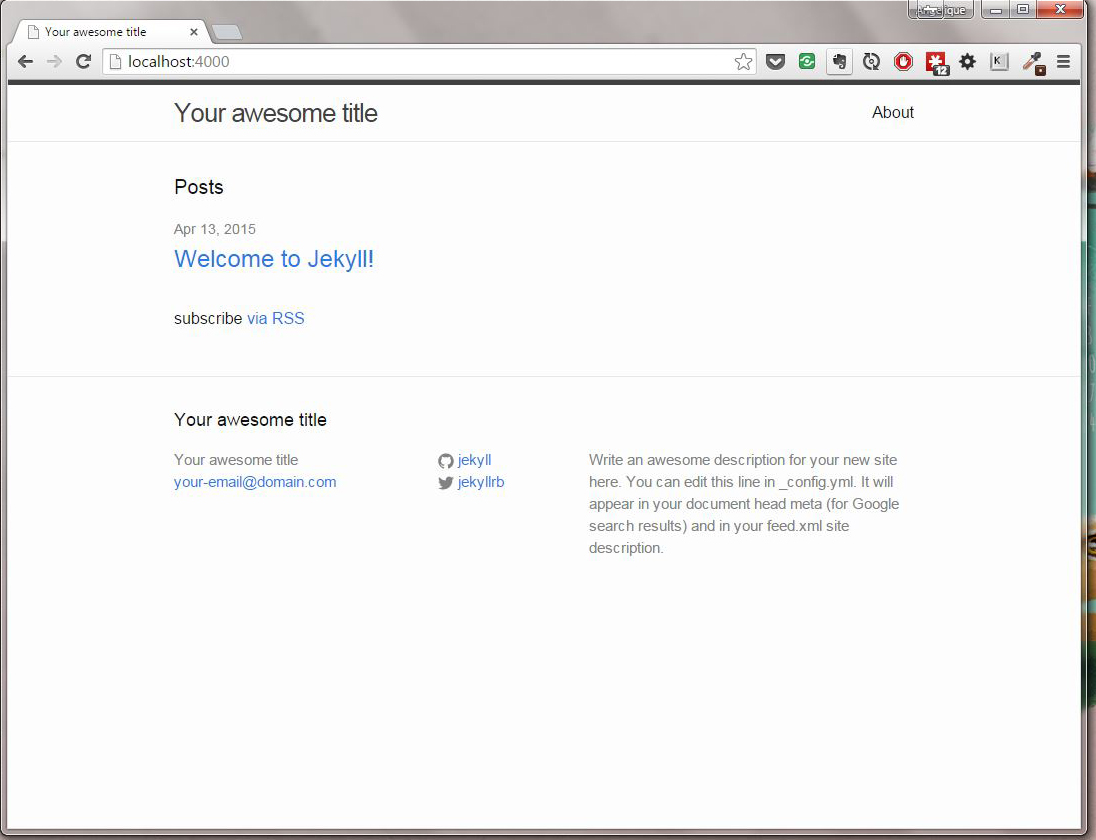 Angelique
Your awesome title
localhost:4000
12
K
Your awesome title
About
Posts
Apr 13, 2015
Welcome to Jekyll!
subscribe via RSS
Your awesome title
Your awesome title
your-email@domain.com
jekyll
jekyllrb
Write an awesome description for your new site
here. You can edit this line in _config.yml. It will
appear in your document head meta (for Google
search results) and in your feed.xml site
description.